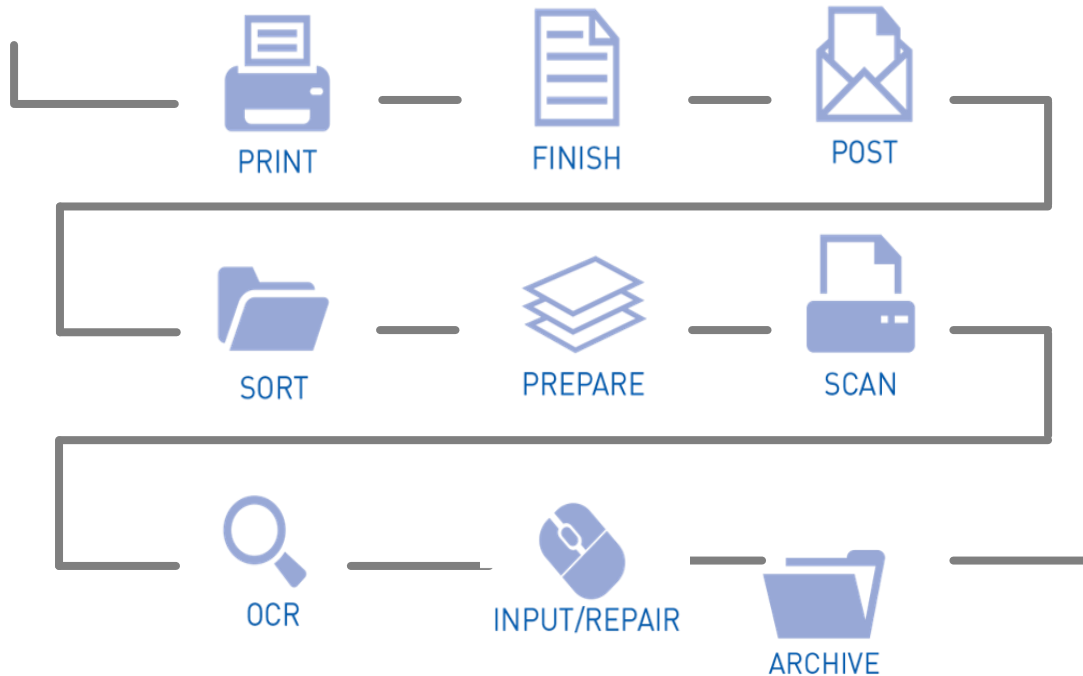 PRINT
FINISH
POST
SORT
PREPARE
SCAN
OCR
INPUT/REPAIR
ARCHIVE